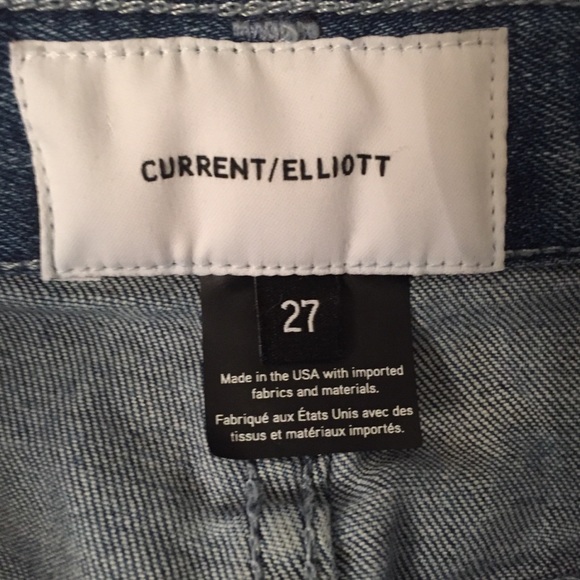 CURRENT/ELLIOTT
27
Made in the USA with imported
fabrics and materials.
Fabriqué aux États Unis avec des
tissus et matériaux importés.